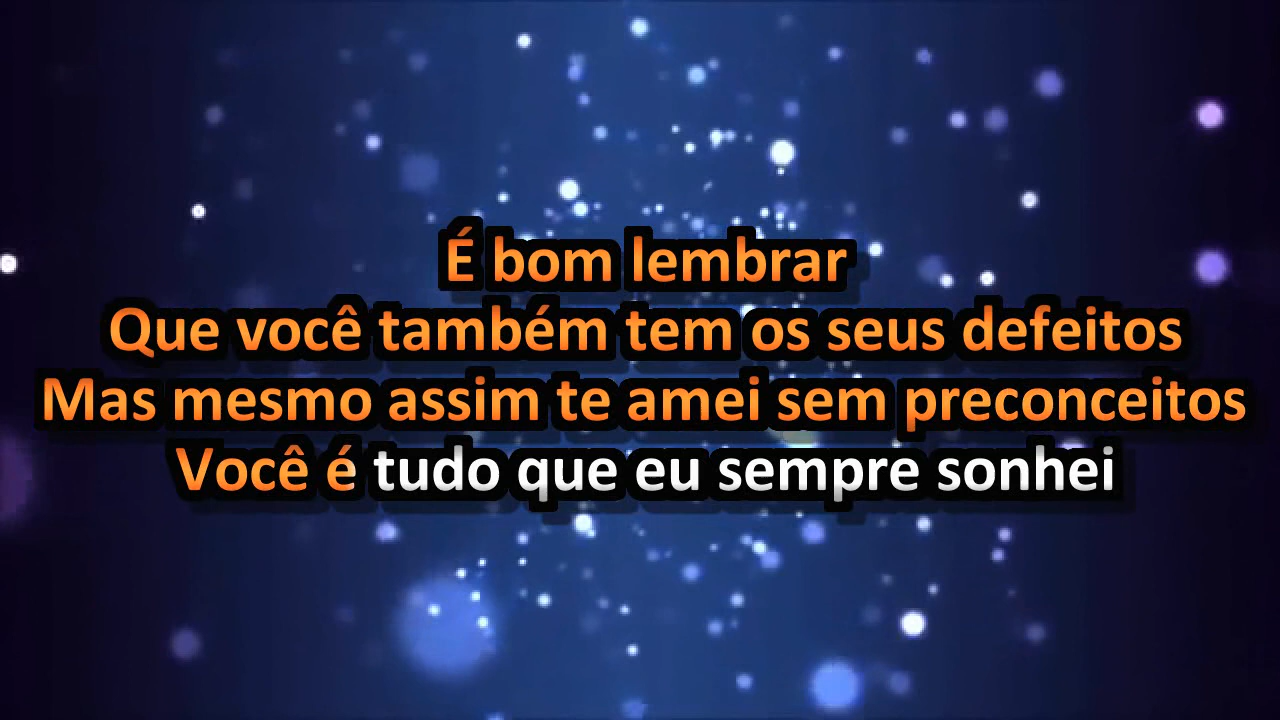 É bom lembrar
Que você também tem os seus defeitos
Mas mesmo assim te amei sem preconceitos
Você é tudo que eu sempre sonhei